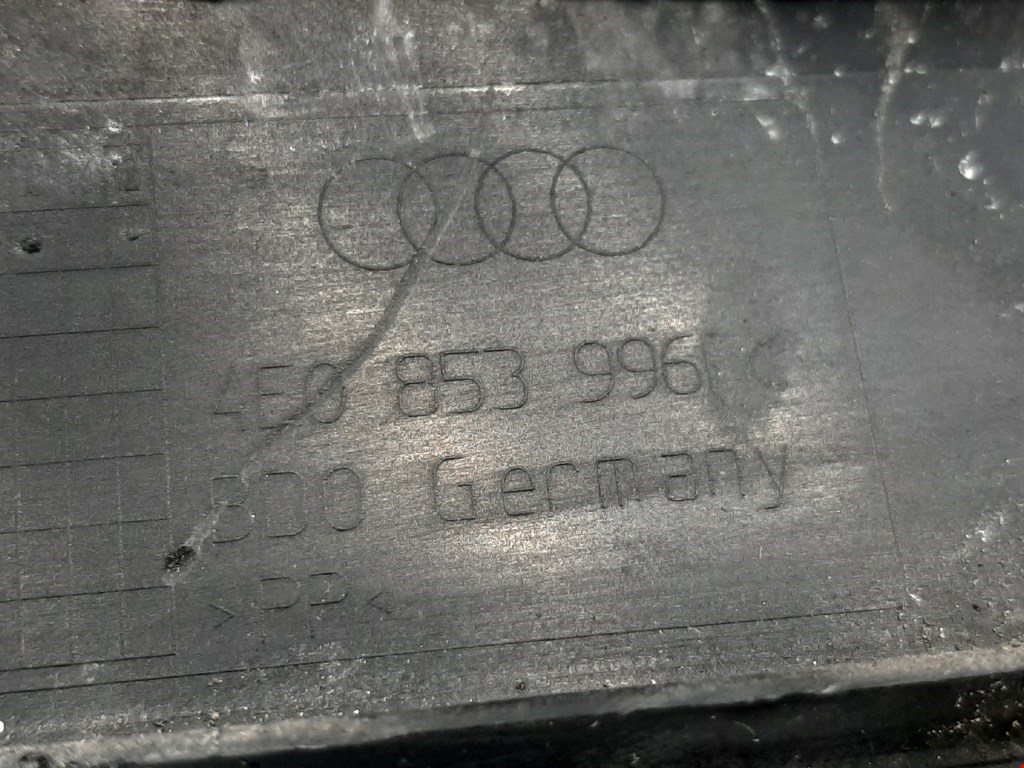 4E0 853 996
BDO Germany
>PP<